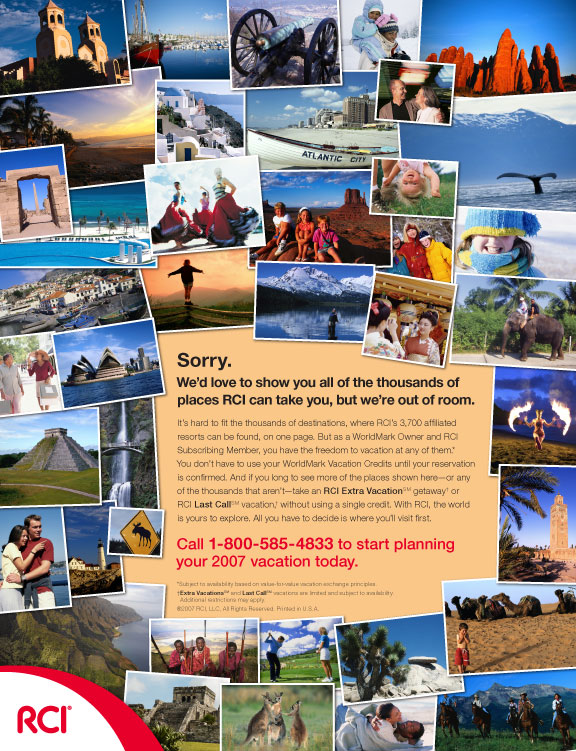 ATLANTIC CITY
Sorry.
We'd love to show you all of the thousands of
places RCI can take you, but we're out of room.
It's hard to fit the thousands of destinations, where RCI's 3,700 affiliated
resorts can be found, on one page. But as a WorldMark Owner and RCI
Subscribing Member, you have the freedom to vacation at any of them.*
You don't have to use your WorldMark Vacation Credits until your reservation
is confirmed. And if you long to see more of the places shown here—or any
of the thousands that aren't—take an RCI Extra Vacation℠ getaway† or
RCI Last Call℠ vacation,† without using a single credit. With RCI, the world
is yours to explore. All you have to decide is where you'll visit first.
Call 1-800-585-4833 to start planning
your 2007 vacation today.
*Subject to availability based on value-for-value vacation exchange principles.
†Extra Vacations℠ and Last Call℠ vacations are limited and subject to availability.
Additional restrictions may apply.
©2007 RCI, LLC, All Rights Reserved. Printed in U.S.A.
RCI®